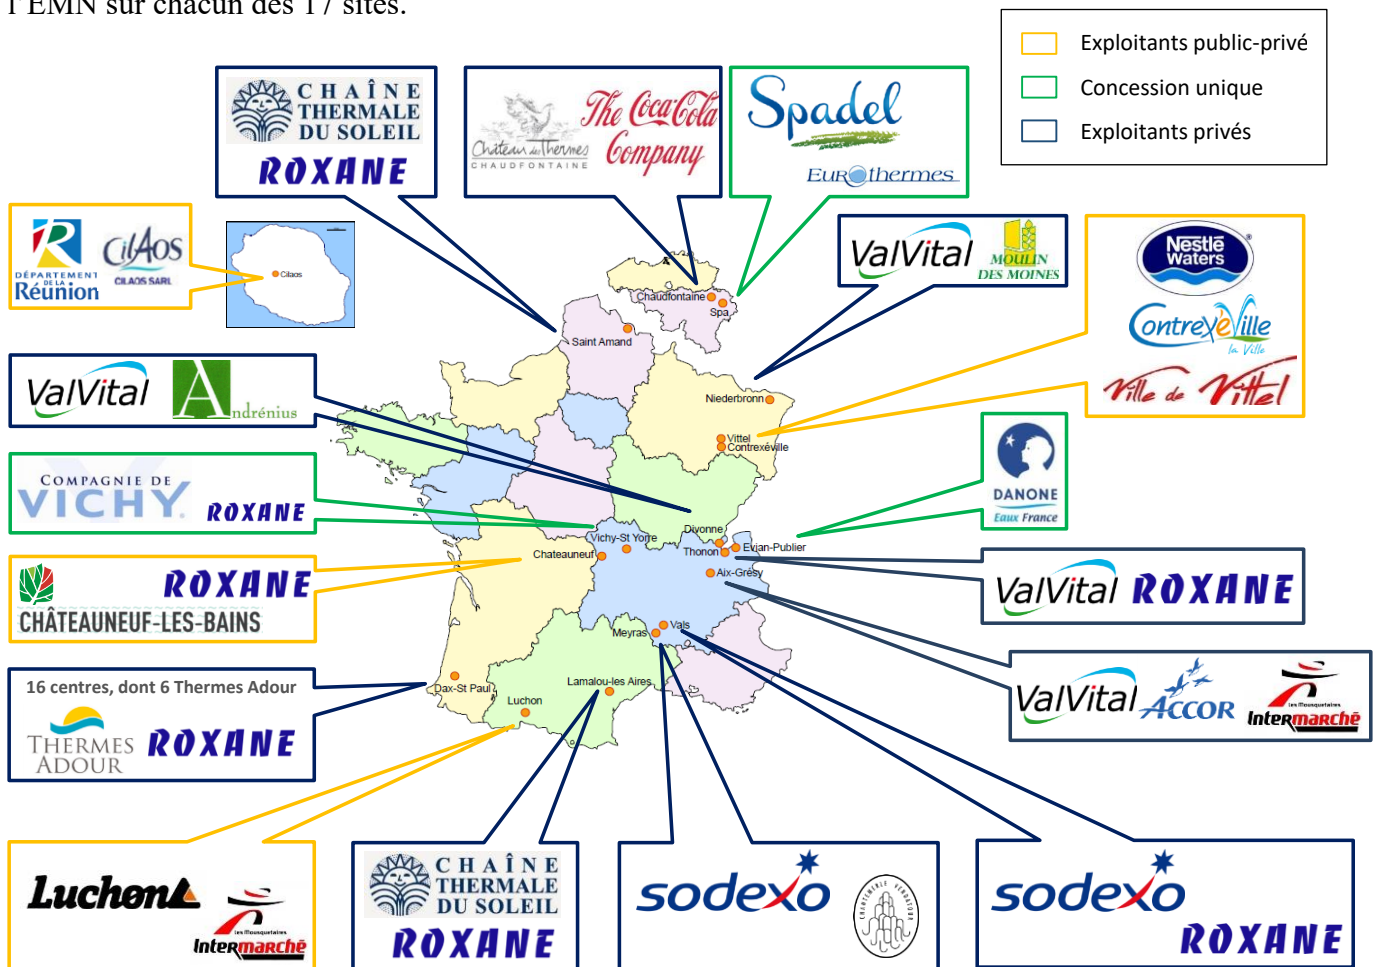 l'EMN sur chacun des 17 sites.
Exploitants public-privé
Concession unique
Exploitants privés
CHAÎNE
THERMALE
DU SOLEIL
ROXANE
Château des Thermes
CHAUDFONTAINE
The Coca-Cola
Company
Spadel
EUROthermes
DÉPARTEMENT
DE LA
Réunion
CilAos
CILAOS SARL
Cilaos
ValVital
MOULIN
DES MOINES
Nestlé
Waters
ContrexéVille
la Ville
Ville de Vittel
Chaudfontaine
Spa
Saint Amand
Niederbronn
Vittel
Contrexéville
ValVital
Andrénius
COMPAGNIE DE
VICHY
ROXANE
DANONE
Eaux France
Divonne
Vichy-St Yorre
Evian-Publier
Chateauneuf
Thonon
Aix-Grésy
ROXANE
CHÂTEAUNEUF-LES-BAINS
ValVital ROXANE
Vals
Meyras
16 centres, dont 6 Thermes Adour
THERMES
ADOUR
ROXANE
Dax-St Paul
Luchon
Lamalou-les Aires
ValVital
ACCOR
les Mousquetaires
Intermarché
Luchon
les Mousquetaires
Intermarché
CHAÎNE
THERMALE
DU SOLEIL
ROXANE
sodexo
sodexo
ROXANE